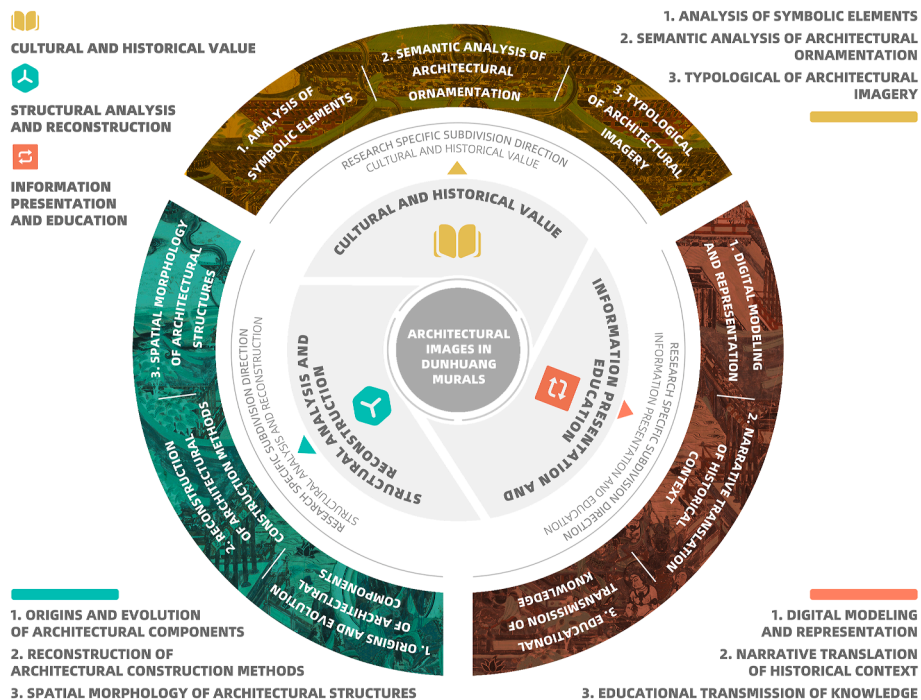 CULTURAL AND HISTORICAL VALUE
STRUCTURAL ANALYSIS
AND RECONSTRUCTION
INFORMATION
PRESENTATION
AND EDUCATION
1. ANALYSIS OF SYMBOLIC ELEMENTS
2. SEMANTIC ANALYSIS OF ARCHITECTURAL
ORNAMENTATION
3. TYPOLOGICAL OF ARCHITECTURAL
IMAGERY
1. ANALYSIS OF
SYMBOLIC ELEMENTS
2. SEMANTIC ANALYSIS OF
ARCHITECTURAL
ORNAMENTATION
3. TYPOLOGICAL
OF ARCHITECTURAL
IMAGERY
RESEARCH SPECIFIC SUBDIVISION DIRECTION
CULTURAL AND HISTORICAL VALUE
CULTURAL AND HISTORICAL VALUE
1. DIGITAL MODELING
AND REPRESENTATION
2. NARRATIVE TRANSLATION
OF HISTORICAL
CONTEXT
3. EDUCATIONAL
TRANSMISSION OF
KNOWLEDGE
RESEARCH SPECIFIC SUBDIVISION DIRECTION
INFORMATION PRESENTATION AND EDUCATION
INFORMATION PRESENTATION AND
EDUCATION
ARCHITECTURAL
IMAGES IN
DUNHUANG
MURALS
STRUCTURAL ANALYSIS AND
RECONSTRUCTION
RESEARCH SPECIFIC SUBDIVISION DIRECTION
STRUCTURAL ANALYSIS AND RECONSTRUCTION
1. ORIGINS AND EVOLUTION
OF ARCHITECTURAL
COMPONENTS
2. RECONSTRUCTION
OF ARCHITECTURAL
CONSTRUCTION METHODS
3. SPATIAL MORPHOLOGY
OF ARCHITECTURAL
STRUCTURES
1. ORIGINS AND EVOLUTION
OF ARCHITECTURAL COMPONENTS
2. RECONSTRUCTION OF
ARCHITECTURAL CONSTRUCTION METHODS
3. SPATIAL MORPHOLOGY OF ARCHITECTURAL STRUCTURES
1. DIGITAL MODELING
AND REPRESENTATION
2. NARRATIVE TRANSLATION
OF HISTORICAL CONTEXT
3. EDUCATIONAL TRANSMISSION OF KNOWLEDGE